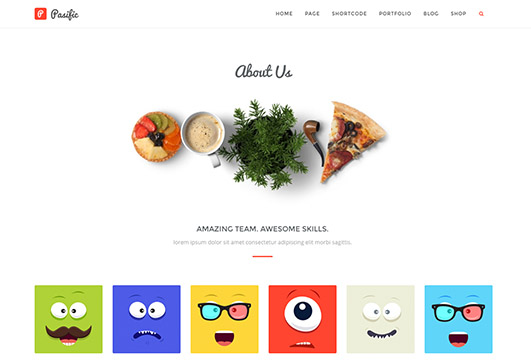 P Pasific
HOME PAGE SHORTCODE PORTFOLIO BLOG SHOP
About Us
AMAZING TEAM. AWESOME SKILLS.
lorem ipsum dolor sit amet consectetur adipiscing elit morbi sagittis.